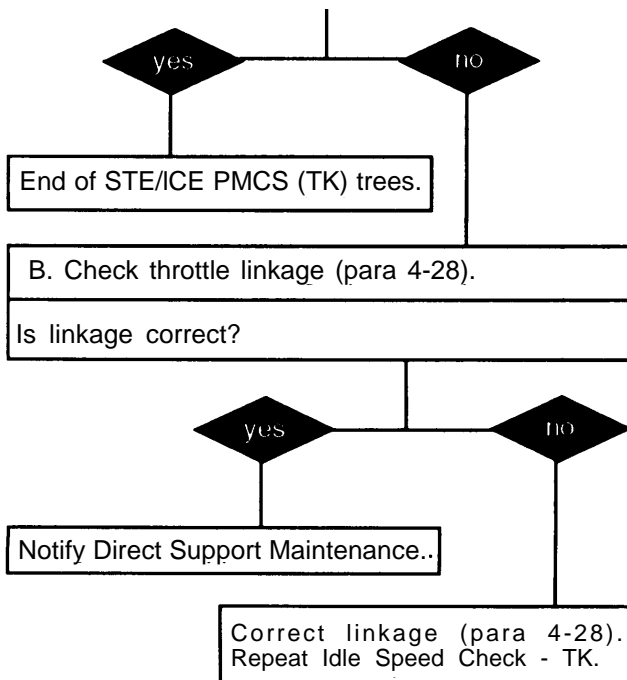 yes
no
End of STE/ICE PMCS (TK) trees.
B. Check throttle linkage (para 4-28).
Is linkage correct?
yes
no
Notify Direct Support Maintenance..
Correct linkage (para 4-28).
Repeat Idle Speed Check - TK.